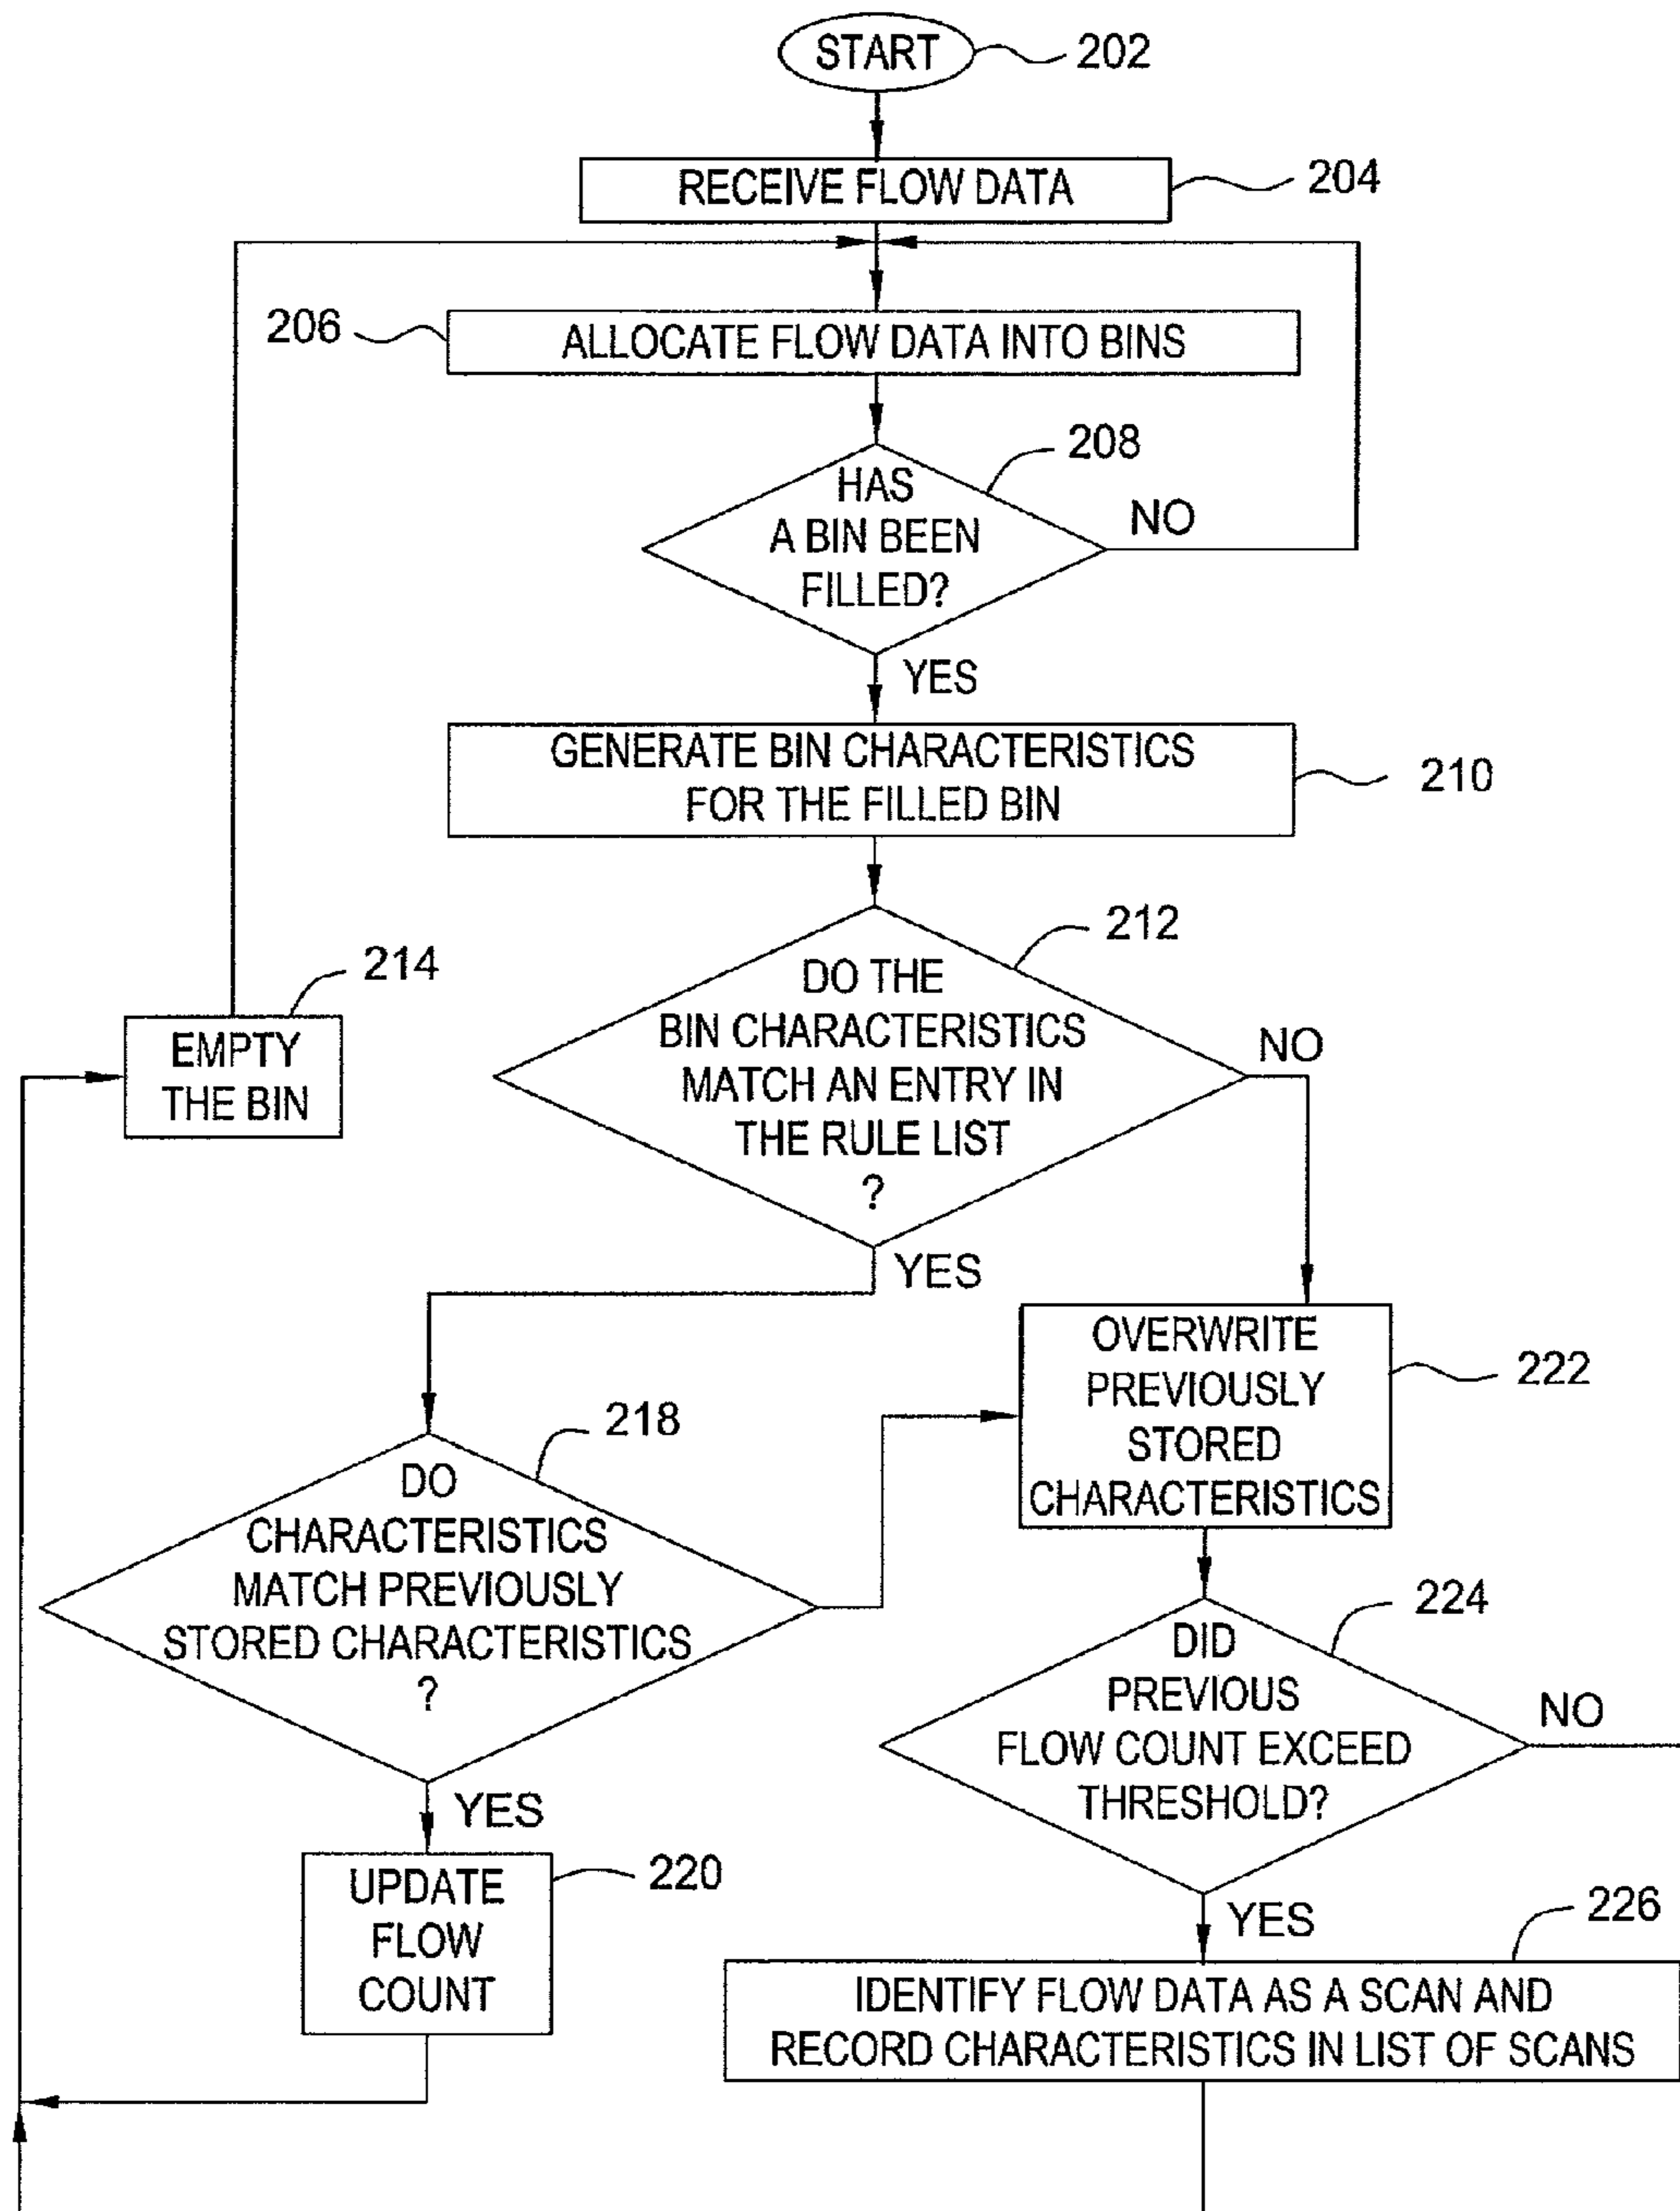 START
202
RECEIVE FLOW DATA
204
206
ALLOCATE FLOW DATA INTO BINS
208
HAS
A BIN BEEN
FILLED?
NO
YES
GENERATE BIN CHARACTERISTICS
FOR THE FILLED BIN
210
212
DO THE
BIN CHARACTERISTICS
MATCH AN ENTRY IN
THE RULE LIST
?
NO
YES
214
EMPTY
THE BIN
OVERWRITE
PREVIOUSLY
STORED
CHARACTERISTICS
222
218
DO
CHARACTERISTICS
MATCH PREVIOUSLY
STORED CHARACTERISTICS
?
YES
224
DID
PREVIOUS
FLOW COUNT EXCEED
THRESHOLD?
NO
YES
UPDATE
FLOW
COUNT
220
226
IDENTIFY FLOW DATA AS A SCAN AND
RECORD CHARACTERISTICS IN LIST OF SCANS